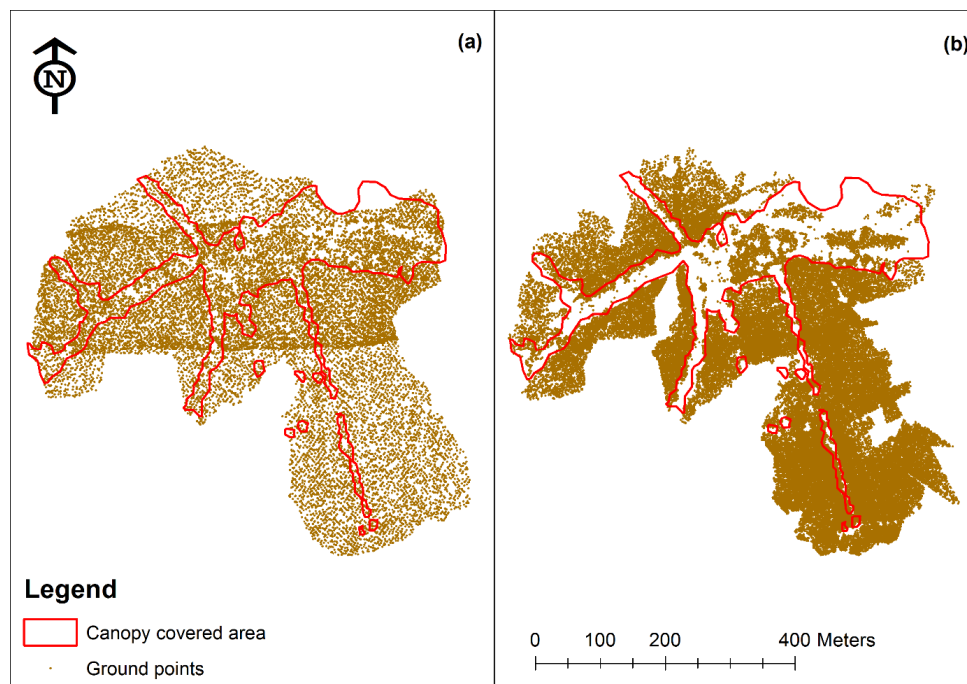 (a)
(b)
N
Legend
Canopy covered area
Ground points
0 100 200 400 Meters